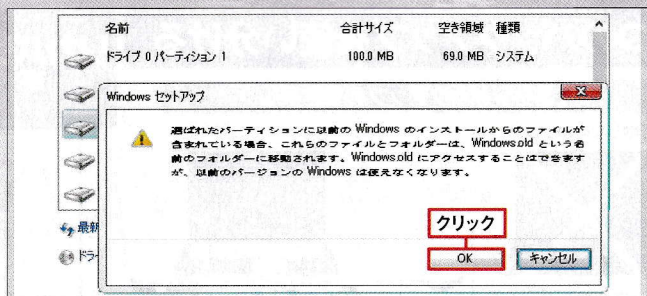 名前 合計サイズ 空き領域 種類
ドライブ 0 パーティション 1 100.0 MB 69.0 MB システム
Windows セットアップ
選ばれたパーティションに以前の Windows のインストールからのファイルが
含まれている場合、これらのファイルとフォルダーは、Windows.old という名
前のフォルダーに移動されます。Windows.old にアクセスすることはできます
が、以前のバージョンの Windows は使えなくなります。
クリック
最新
ドラ
OK キャンセル